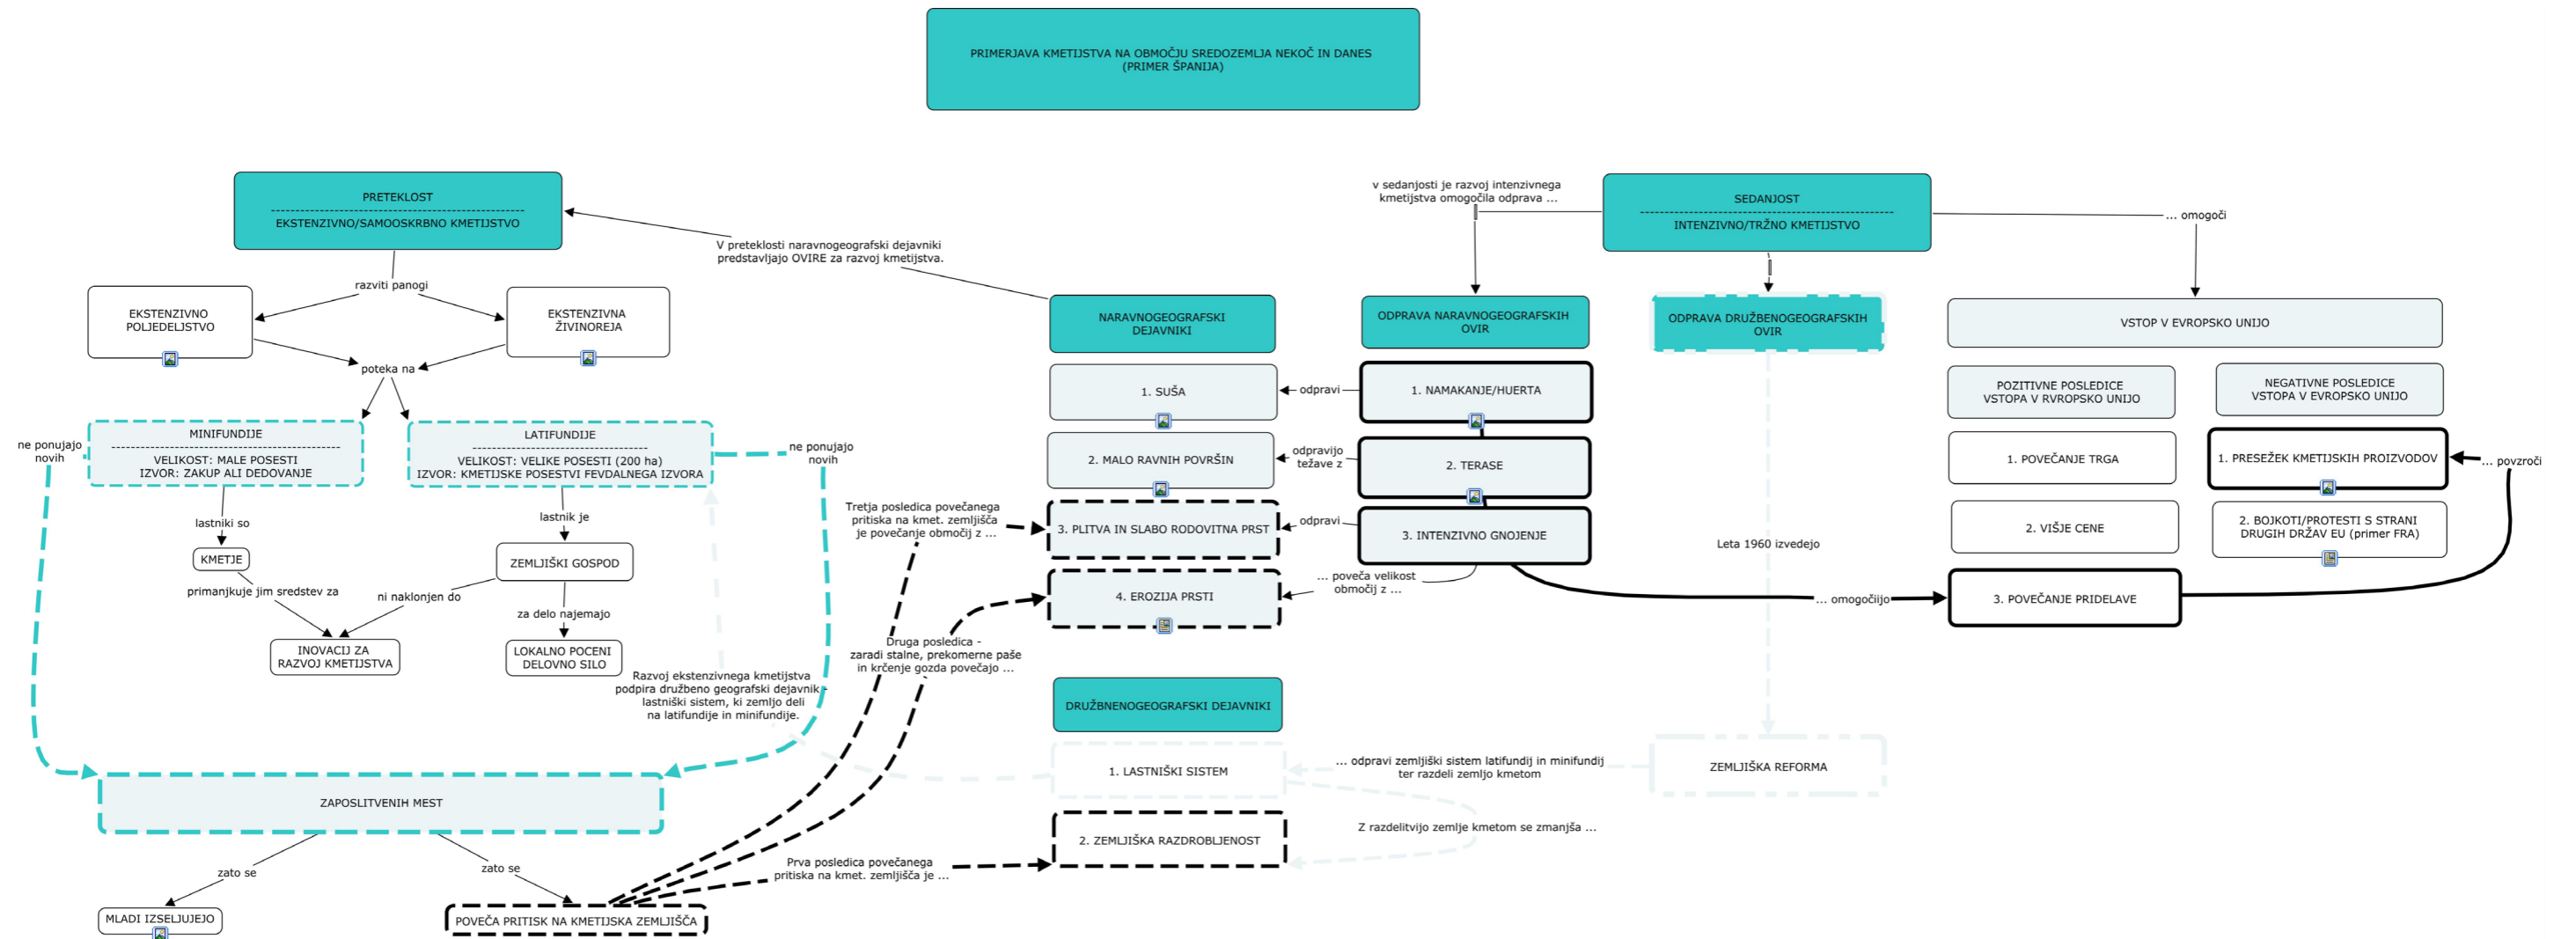 PRIMERJAVA KMETIJSTVA NA OBMOČJU SREDOZEMLJA NEKOČ IN DANES
(PRIMER ŠPANIJA)
PRETEKLOST
EKSTENZIVNO/SAMOOSKRBNO KMETIJSTVO
V preteklosti naravnogeografski dejavniki
predstavljajo OVIRE za razvoj kmetijstva.
razviti panogi
EKSTENZIVNO
POLJEDELJSTVO
EKSTENZIVNA
ŽIVINOREJA
poteka na
ne ponujajo
novih
MINIFUNDIJE
VELIKOST: MALE POSESTI
IZVOR: ZAKUP ALI DEDOVANJE
LATIFUNDIJE
VELIKOST: VELIKE POSESTI (200 ha)
IZVOR: KMETIJSKE POSESTVI FEVDALNEGA IZVORA
ne ponujajo
novih
lastniki so
KMETJE
primanjkuje jim sredstev za
lastnik je
ZEMLJIŠKI GOSPOD
ni naklonjen do
za delo najemajo
INOVACIJ ZA
RAZVOJ KMETIJSTVA
LOKALNO POCENI
DELOVNO SILO
Razvoj ekstenzivnega kmetijstva
podpira družbeno geografski dejavnik -
lastniški sistem, ki zemljo deli
na latifundije in minifundije.
ZAPOSLITVENIH MEST
zato se
zato se
MLADI IZSELJUJEJO
POVEČA PRITISK NA KMETIJSKA ZEMLJIŠČA
Tretja posledica povečanega
pritiska na kmet. zemljišča
je povečanje območij z ...
Druga posledica -
zaradi stalne, prekomerne paše
in krčenje gozda povečajo ...
Prva posledica povečanega
pritiska na kmet. zemljišča je ...
NARAVNOGEOGRAFSKI
DEJAVNIKI
1. SUŠA
2. MALO RAVNIH POVRŠIN
3. PLITVA IN SLABO RODOVITNA PRST
4. EROZIJA PRSTI
DRUŽBNENOGEOGRAFSKI DEJAVNIKI
1. LASTNIŠKI SISTEM
2. ZEMLJIŠKA RAZDROBLJENOST
v sedanjosti je razvoj intenzivnega
kmetijstva omogočila odprava ...
SEDANJOST
INTENZIVNO/TRŽNO KMETIJSTVO
... omogoči
ODPRAVA NARAVNOGEOGRAFSKIH
OVIR
odpravi
1. NAMAKANJE/HUERTA
odpravijo
težave z
2. TERASE
odpravi
3. INTENZIVNO GNOJENJE
... poveča velikost
območij z ...
... omogočiijo
ODPRAVA DRUŽBENOGEOGRAFSKIH
OVIR
Leta 1960 izvedejo
ZEMLJIŠKA REFORMA
... odpravi zemljiški sistem latifundij in minifundij
ter razdeli zemljo kmetom
Z razdelitvijo zemlje kmetom se zmanjša ...
VSTOP V EVROPSKO UNIJO
POZITIVNE POSLEDICE
VSTOPA V RVROPSKO UNIJO
1. POVEČANJE TRGA
2. VIŠJE CENE
3. POVEČANJE PRIDELAVE
NEGATIVNE POSLEDICE
VSTOPA V EVROPSKO UNIJO
1. PRESEŽEK KMETIJSKIH PROIZVODOV
2. BOJKOTI/PROTESTI S STRANI
DRUGIH DRŽAV EU (primer FRA)
... povzroči